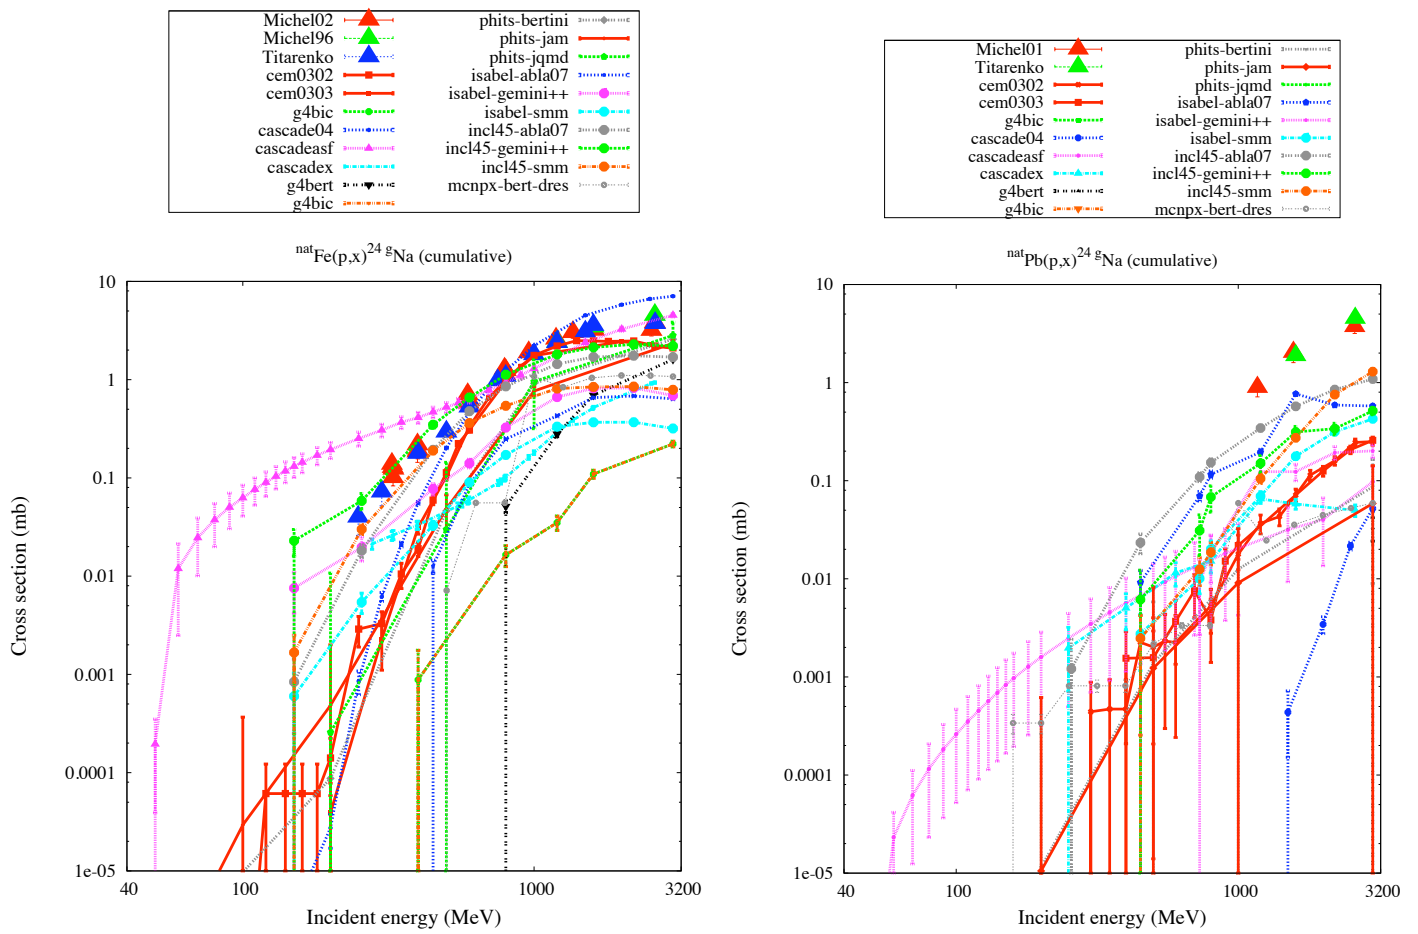 Michel02
Michel96
Titarenko
cem0302
cem0303
g4bic
cascade04
cascadeasf
cascadex
g4bert
g4bic
phits-bertini
phits-jam
phits-jqmd
isabel-abla07
isabel-gemini++
isabel-smm
incl45-abla07
incl45-gemini++
incl45-smm
mcnpx-bert-dres
natFe(p,x)24 gNa (cumulative)
Cross section (mb)
10
1
0.1
0.01
0.001
0.0001
1e-05
40 100 1000 3200
Incident energy (MeV)
Michel01
Titarenko
cem0302
cem0303
g4bic
cascade04
cascadeasf
cascadex
g4bert
g4bic
phits-bertini
phits-jam
phits-jqmd
isabel-abla07
isabel-gemini++
isabel-smm
incl45-abla07
incl45-gemini++
incl45-smm
mcnpx-bert-dres
natPb(p,x)24 gNa (cumulative)
Cross section (mb)
10
1
0.1
0.01
0.001
0.0001
1e-05
40 100 1000 3200
Incident energy (MeV)